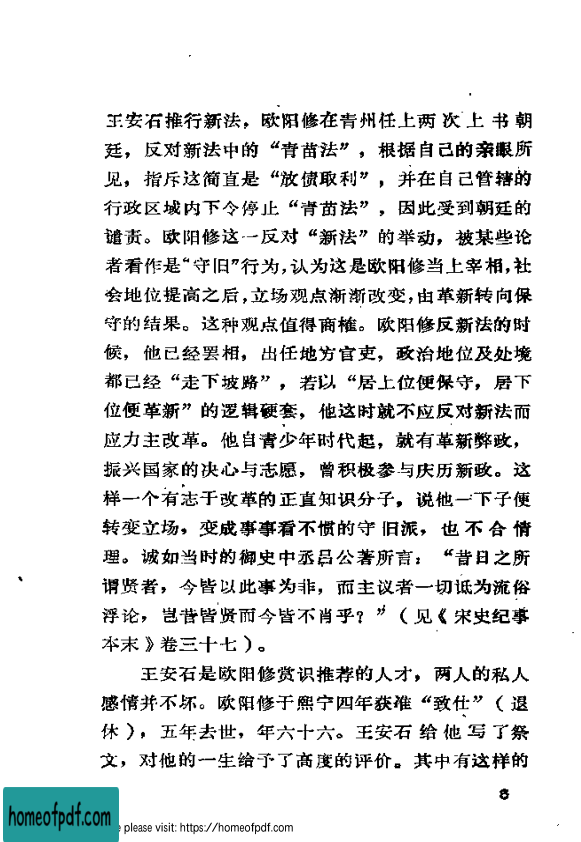 王安石推行新法，欧阳修在青州任上两次上书朝
廷，反对新法中的“青苗法”，根据自己的亲眼所
见，指斥这简直是“放债取利”，并在自己管辖的
行政区域内下令停止“青苗法”，因此受到朝廷的
谴责。欧阳修这一反对“新法”的举动，被某些论
者看作是“守旧”行为，认为这是欧阳修当上宰相，社
会地位提高之后，立场观点渐渐改变，由革新转向保
守的结果。这种观点值得商榷。欧阳修反新法的时
候，他已经罢相，出任地方官吏，政治地位及处境
都已经“走下坡路”，若以“居上位便保守，居下
位便革新”的逻辑硬套，他这时就不应反对新法而
应力主改革。他自青少年时代起，就有革新弊政，
振兴国家的决心与志愿，曾积极参与庆历新政。这
样一个有志于改革的正直知识分子，说他一下子便
转变立场，变成事事看不惯的守旧派，也不合情
理。诚如当时的御史中丞吕公著所言：“昔日之所
谓贤者，今皆以此事为非，而主议者一切诋为流俗
浮论，岂昔皆贤而今皆不肖乎？”（见《宋史纪事
本末》卷三十七）。
王安石是欧阳修赏识推荐的人才，两人的私人
感情并不坏。欧阳修于熙宁四年获准“致仕”（退
休），五年去世，年六十六。王安石给他写了祭
文，对他的一生给予了高度的评价。其中有这样的
homeofpdf.com
e please visit: https://homeofpdf.com